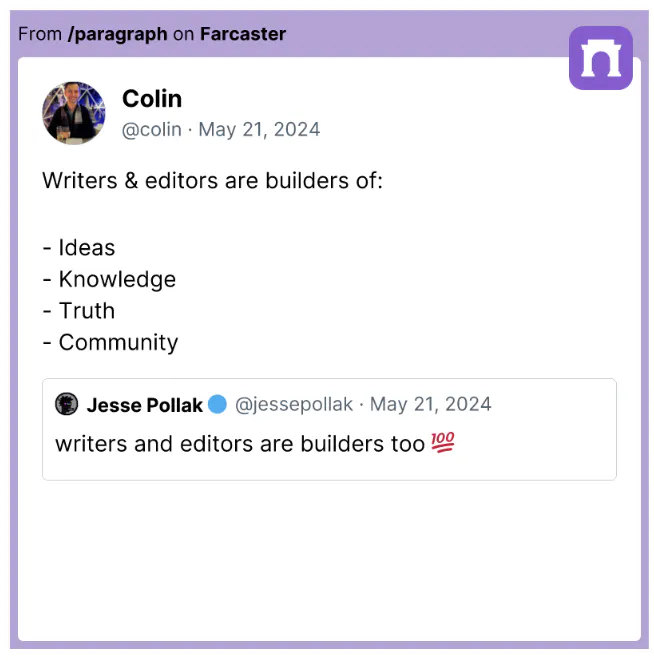 From /paragraph on Farcaster
Colin
@colin · May 21, 2024
Writers & editors are builders of:
- Ideas
- Knowledge
- Truth
- Community
Jesse Pollak @jessepollak · May 21, 2024
writers and editors are builders too 💯